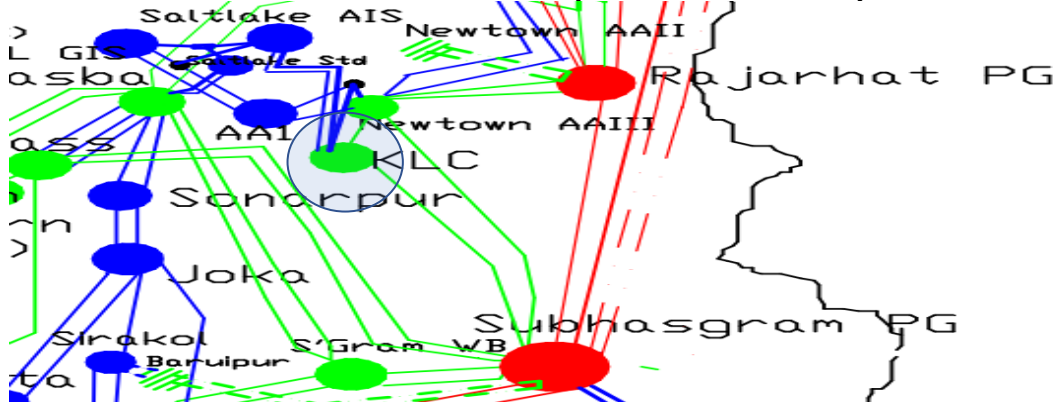 Saltlake AIS
Newtown AAII
L GIS
Saltlake Std
asba
Rajarhat PG
AA1
Newtown AAIII
ass
KLC
Sonarpur
rn
Joka
Subhasgram PG
Sirakol
S'Gram WB
Baruipur
ta